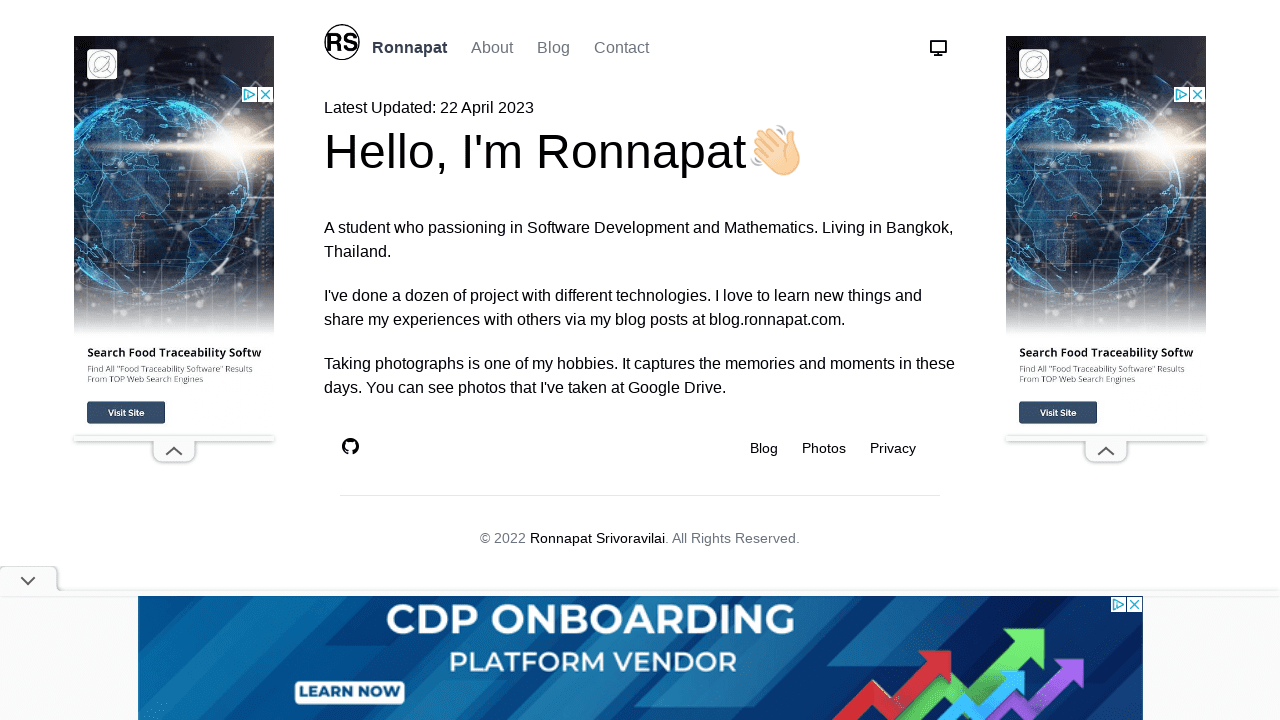 RS
Ronnapat About Blog Contact
Latest Updated: 22 April 2023
Hello, I'm Ronnapat
A student who passioning in Software Development and Mathematics. Living in Bangkok,
Thailand.
I've done a dozen of project with different technologies. I love to learn new things and
share my experiences with others via my blog posts at blog.ronnapat.com.
Taking photographs is one of my hobbies. It captures the memories and moments in these
days. You can see photos that I've taken at Google Drive.
Blog Photos Privacy
© 2022 Ronnapat Srivoravilai. All Rights Reserved.
Search Food Traceability Softw
Find All "Food Traceability Software" Results
From TOP Web Search Engines
Visit Site
Search Food Traceability Softw
Find All "Food Traceability Software" Results
From TOP Web Search Engines
Visit Site
CDP ONBOARDING
PLATFORM VENDOR
LEARN NOW